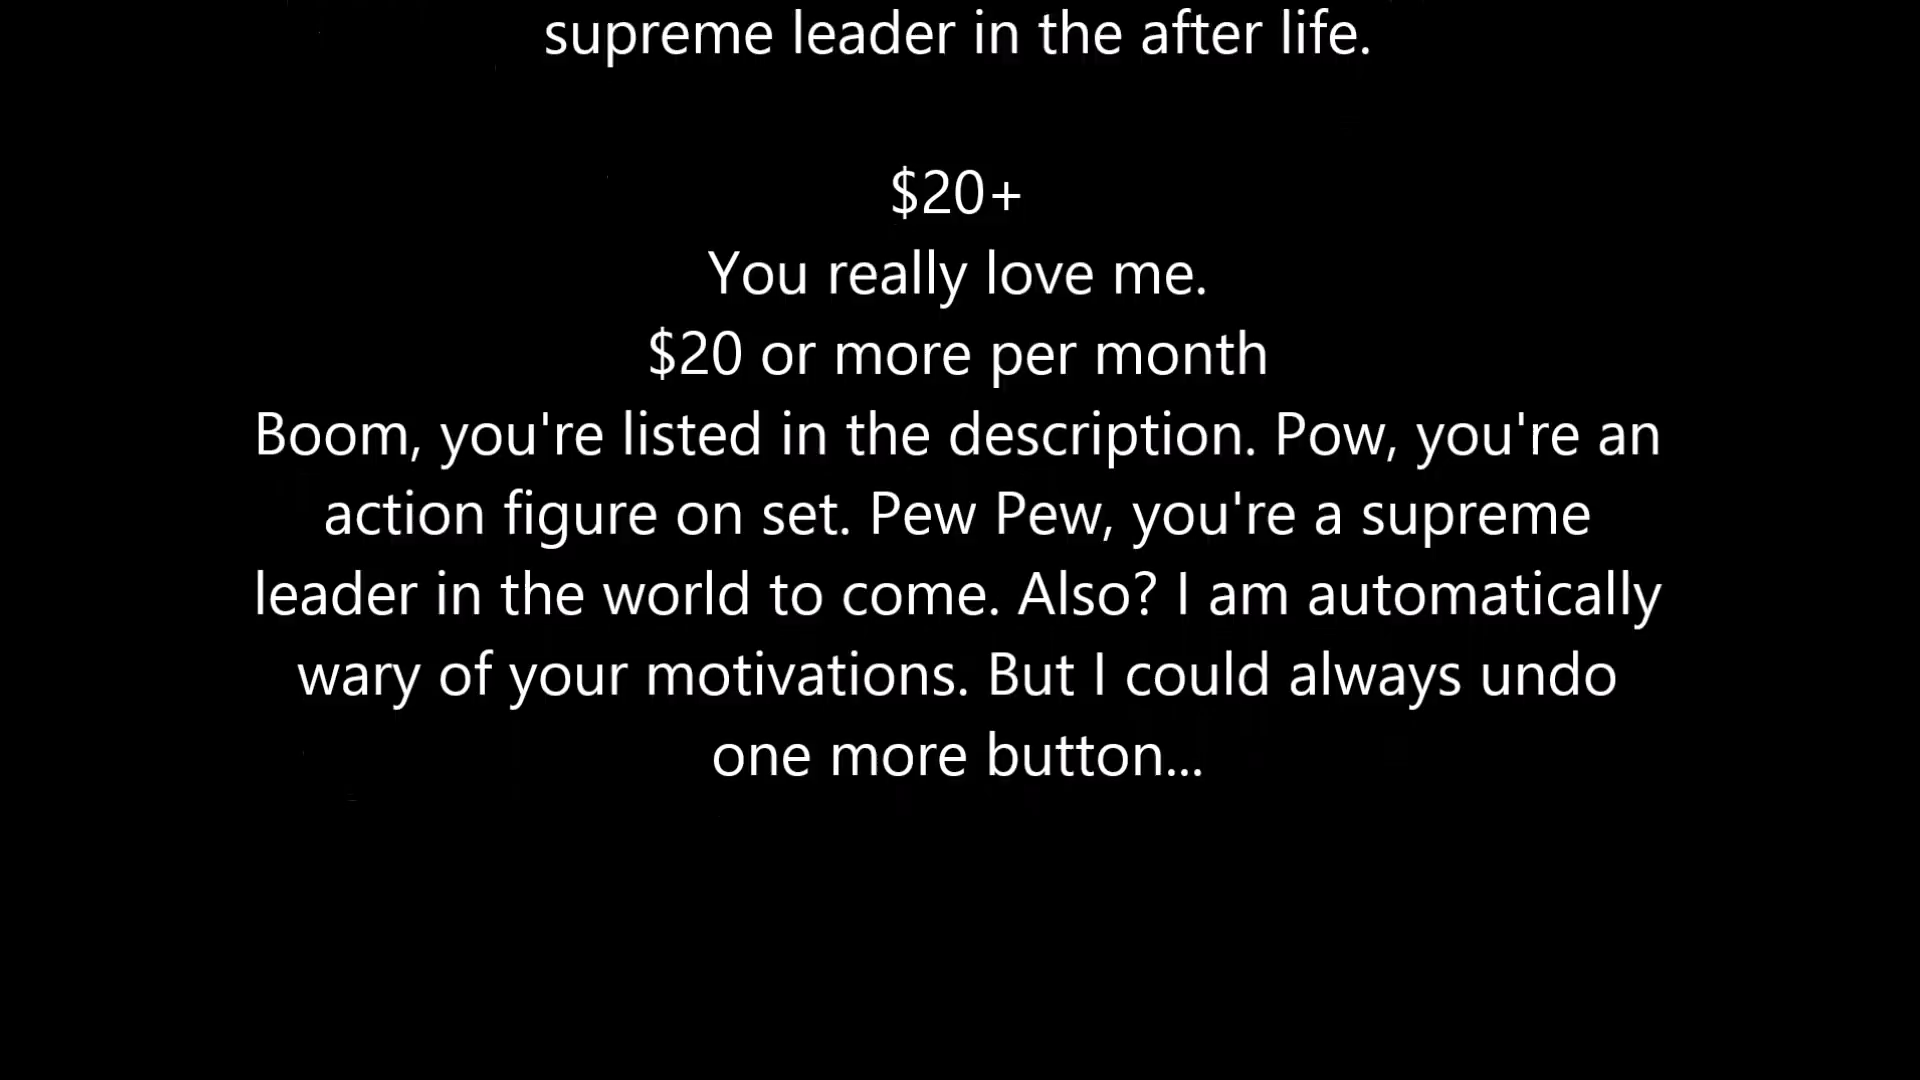 supreme leader in the after life.
$20+
You really love me.
$20 or more per month
Boom, you're listed in the description. Pow, you're an
action figure on set. Pew Pew, you're a supreme
leader in the world to come. Also? I am automatically
wary of your motivations. But I could always undo
one more button...